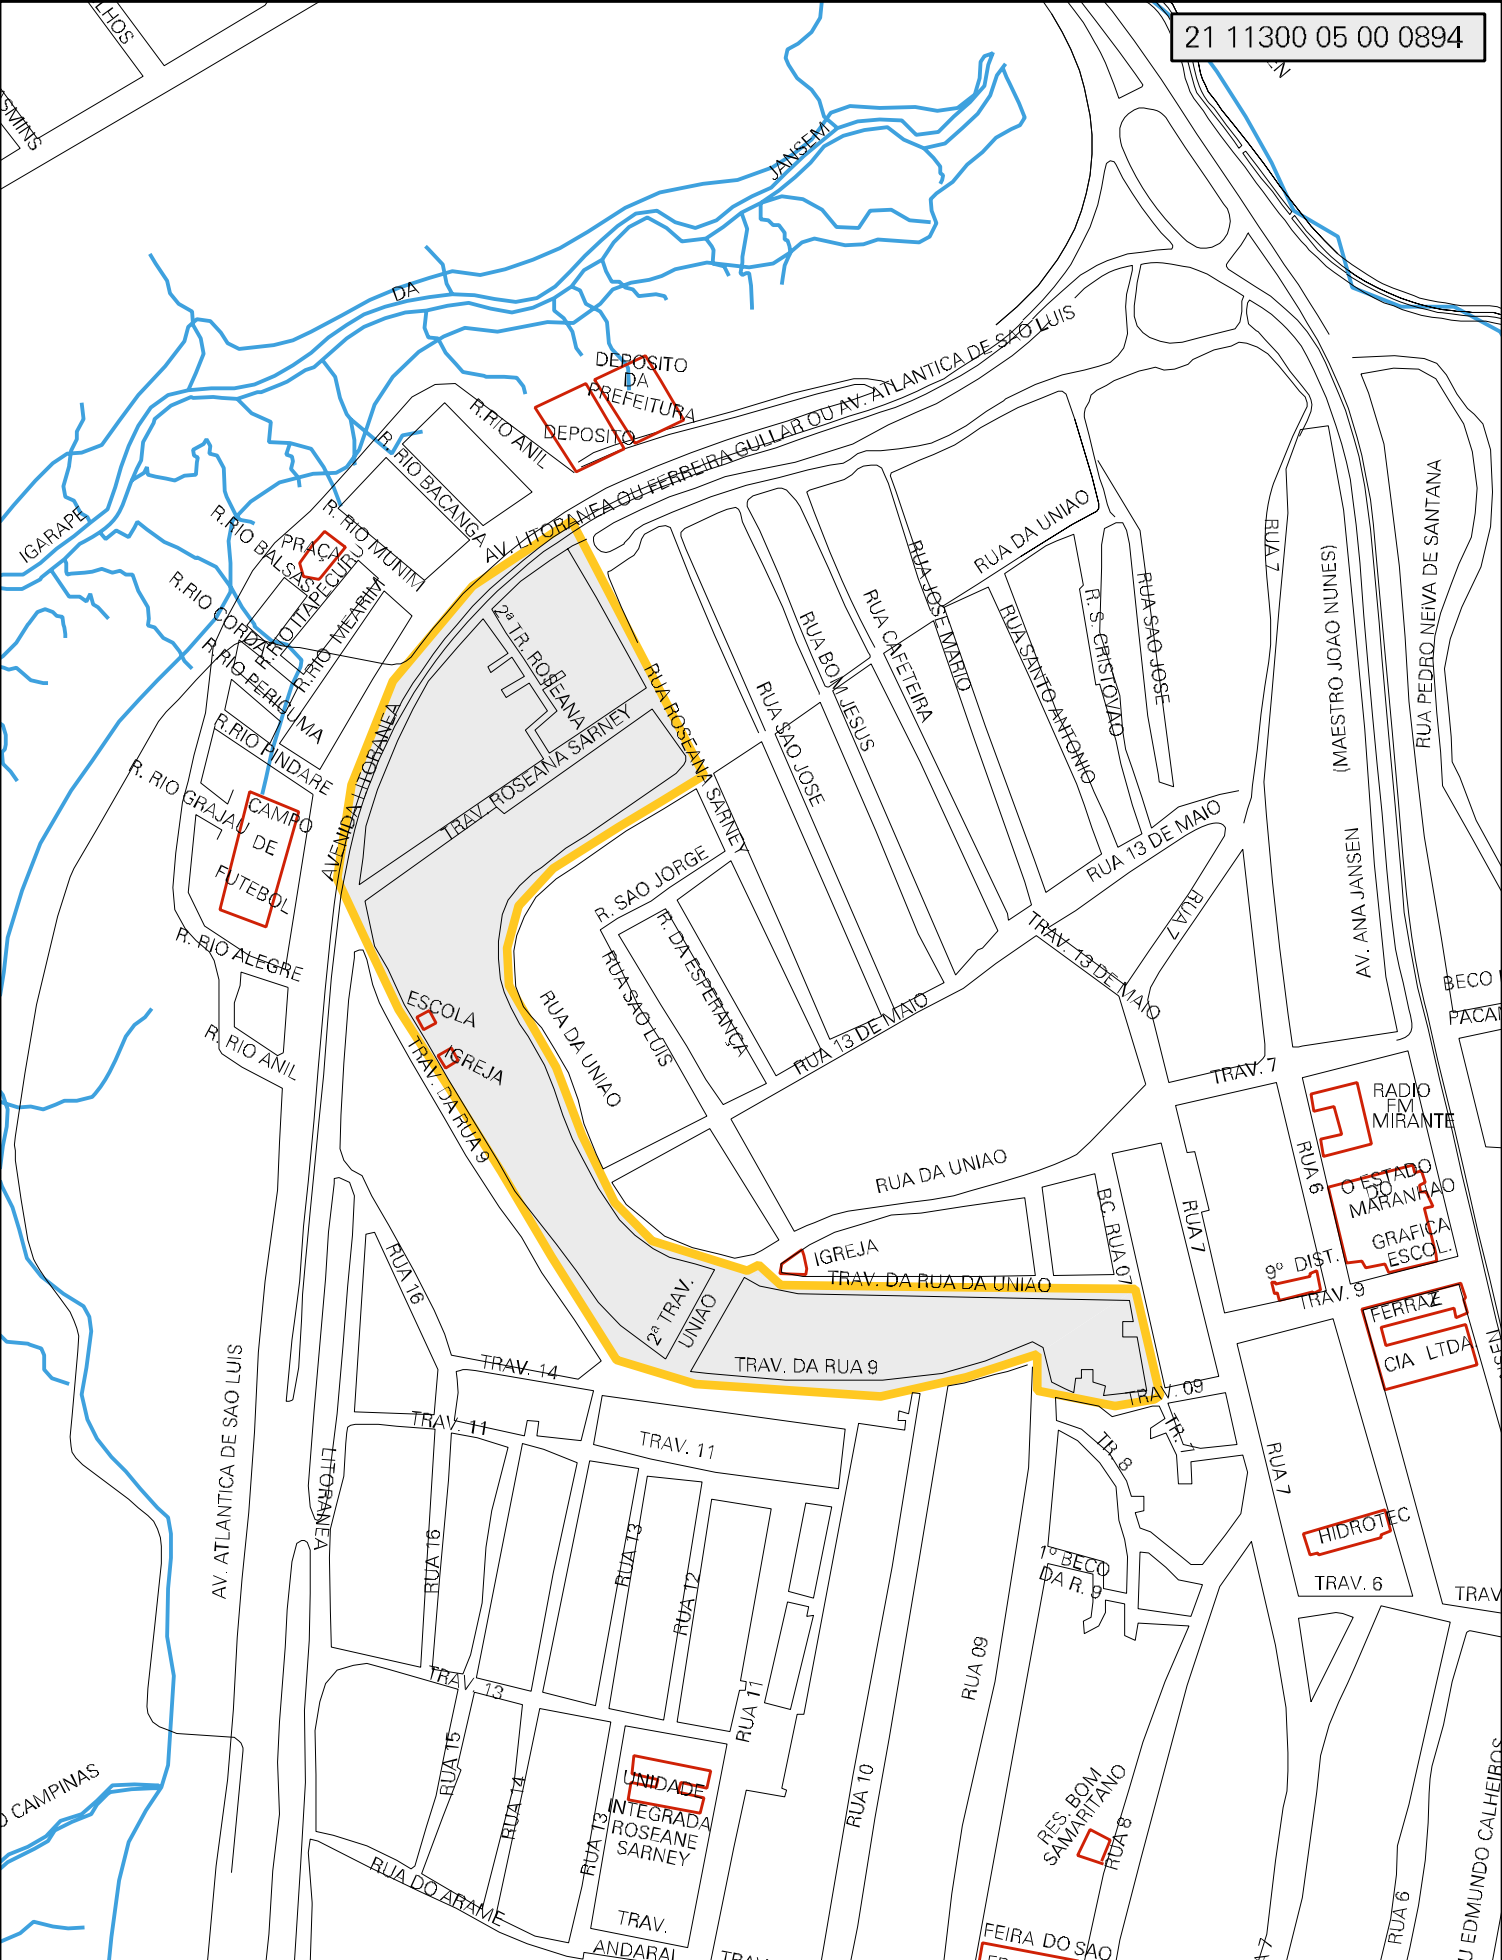 21 11300 05 00 0894
LHOS
JANSEM
DA
IGARAPE
AV. LITORANEA OU FERREIRA GULLAR OU AV. ATLANTICA DE SAO LUIS
DEPOSITO
DA
PREFEITURA
DEPOSITO
R.RIO ANIL
R. RIO BACANGA
R. RIO MUNIM
PRAÇA
R.RIO BALSAS
R.RIO ITAPECURU
R. RIO MEARIM
R.RIO CORDA
R. RIO PERICUMA
R.RIO PINDARE
R. RIO GRAJAU
CAMPO
DE
FUTEBOL
R. RIO ALEGRE
R. RIO ANIL
AVENIDA LITORANEA
2ª TR. ROSEANA
TRAV. ROSEANA SARNEY
RUA ROSEANA SARNEY
RUA SAO JOSE
RUA BOM JESUS
RUA CAFETEIRA
RUA JOSE MARIO
RUA DA UNIAO
RUA SANTO ANTONIO
R. S. CRISTOVAO
RUA SAO JOSE
RUA 7
(MAESTRO JOAO NUNES)
AV. ANA JANSEN
RUA PEDRO NEIVA DE SANTANA
RUA 13 DE MAIO
RUA 7
TRAV. 13 DE MAIO
RUA 13 DE MAIO
R. SAO JORGE
R. DA ESPERANÇA
RUA SAO LUIS
RUA DA UNIAO
ESCOLA
IGREJA
TRAV. DA RUA 9
BECO
TRAV. 7
RADIO
FM
MIRANTE
RUA 6
O ESTADO
DO
MARANHAO
GRAFICA
ESCOL.
9º DIST.
TRAV. 9
FERRAZ
CIA LTDA
RUA DA UNIAO
BC. RUA 07
RUA 7
IGREJA
TRAV. DA RUA DA UNIAO
2ª TRAV.
UNIAO
TRAV. DA RUA 9
TRAV. 09
TR. 7
TR. 8
RUA 7
HIDROTEC
TRAV. 6
TRAV
1º BECO
DA R. 9
RUA 16
TRAV. 14
TRAV. 11
TRAV. 11
AV. ATLANTICA DE SAO LUIS
LITORANEA
RUA 16
RUA 13
RUA 12
RUA 11
RUA 09
RUA 10
TRAV. 13
RUA 15
RUA 14
RUA 13
UNIDADE
INTEGRADA
ROSEANE
SARNEY
RUA DO ARAME
TRAV.
RES. BOM
SAMARITANO
RUA 8
FEIRA DO SAO
RUA 6
EDMUNDO CALHEIROS
CAMPINAS